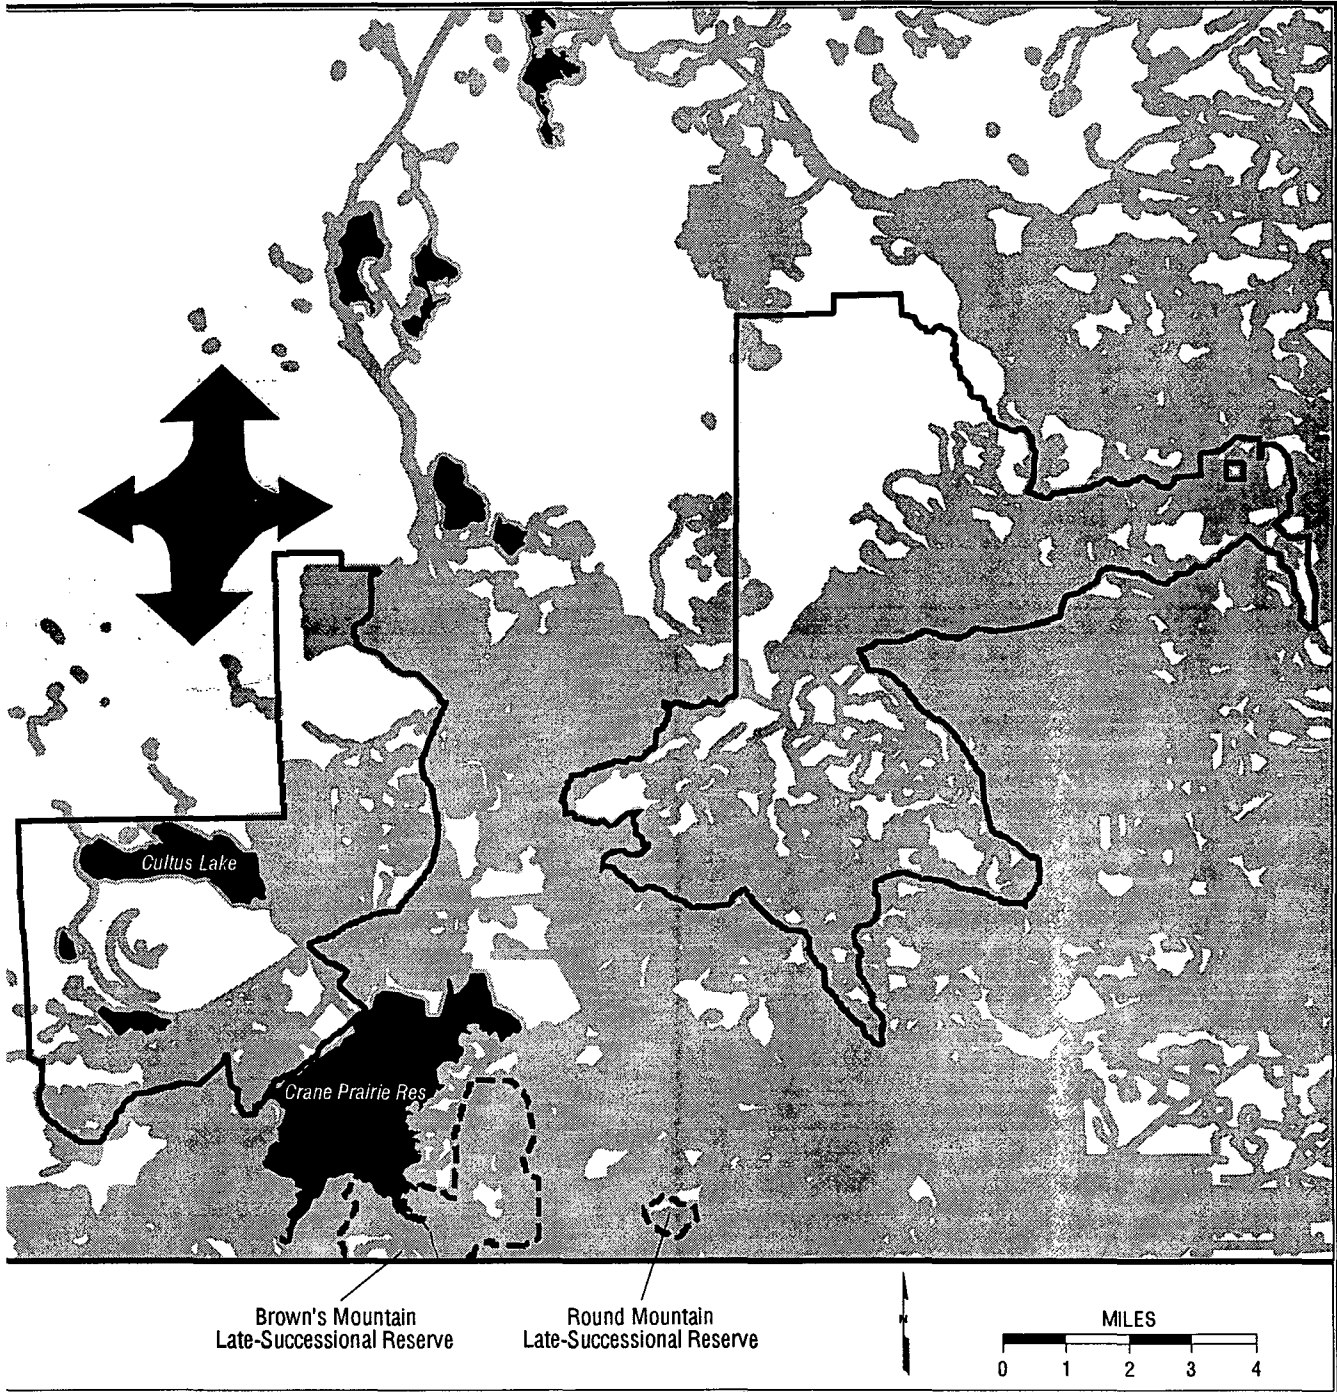 Cultus Lake
Crane Prairie Res
Brown's Mountain
Late-Successional Reserve
Round Mountain
Late-Successional Reserve
N
MILES
0 1 2 3 4